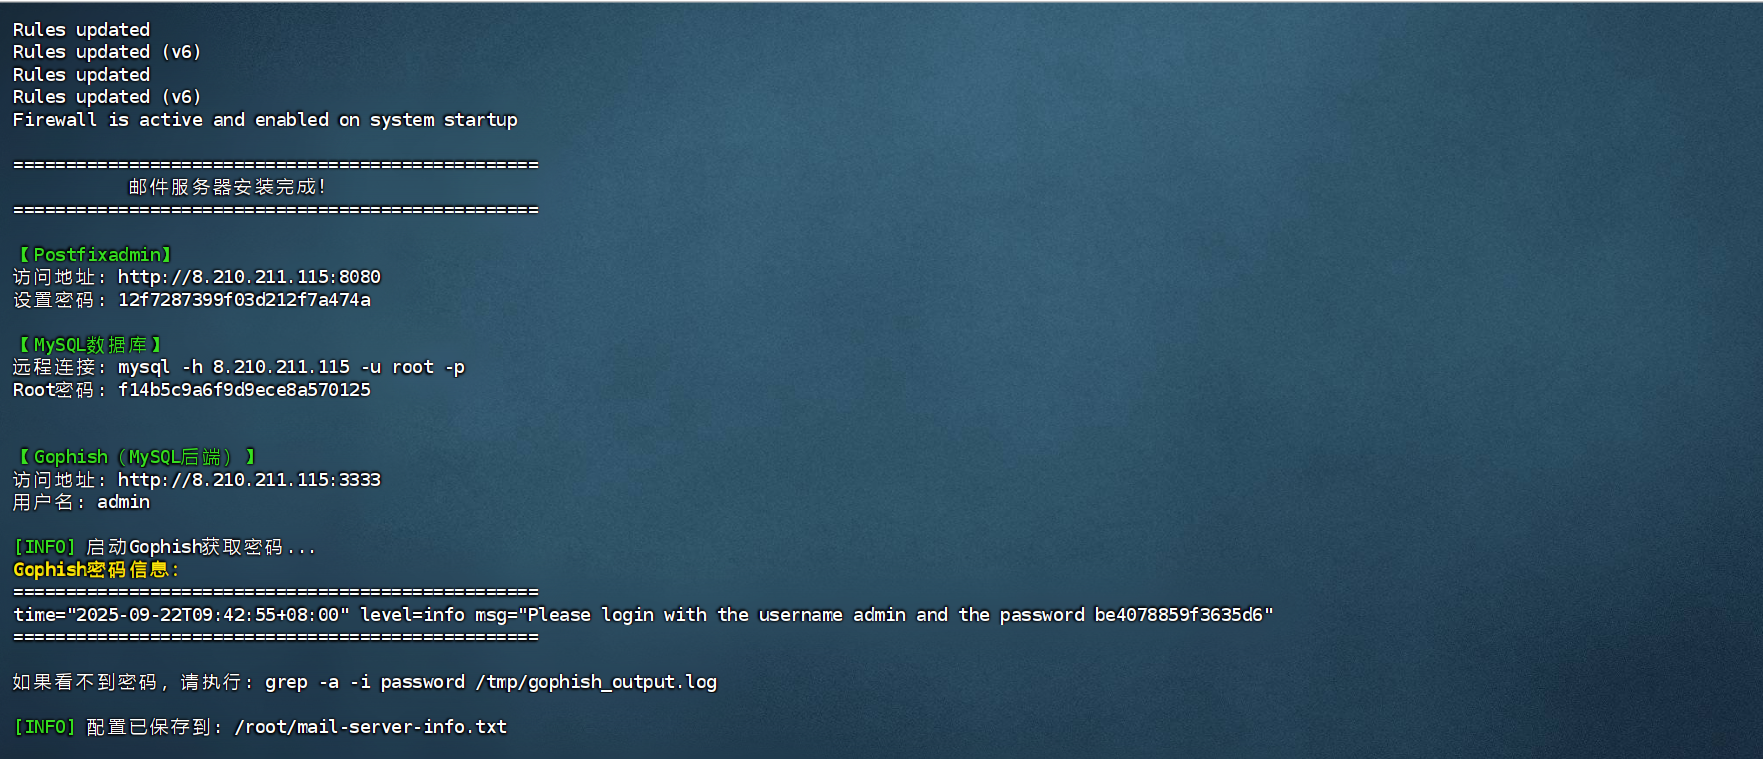 Rules updated
Rules updated (v6)
Rules updated
Rules updated (v6)
Firewall is active and enabled on system startup
==================================================
邮件服务器安装完成!
==================================================
【Postfixadmin】
访问地址: http://8.210.211.115:8080
设置密码: 12f7287399f03d212f7a474a
【MySQL数据库】
远程连接: mysql -h 8.210.211.115 -u root -p
Root密码: f14b5c9a6f9d9ece8a570125
【Gophish（MySQL后端）】
访问地址: http://8.210.211.115:3333
用户名: admin
[INFO] 启动Gophish获取密码...
Gophish密码信息:
==================================================
time="2025-09-22T09:42:55+08:00" level=info msg="Please login with the username admin and the password be4078859f3635d6"
==================================================
如果看不到密码，请执行: grep -a -i password /tmp/gophish_output.log
[INFO] 配置已保存到: /root/mail-server-info.txt